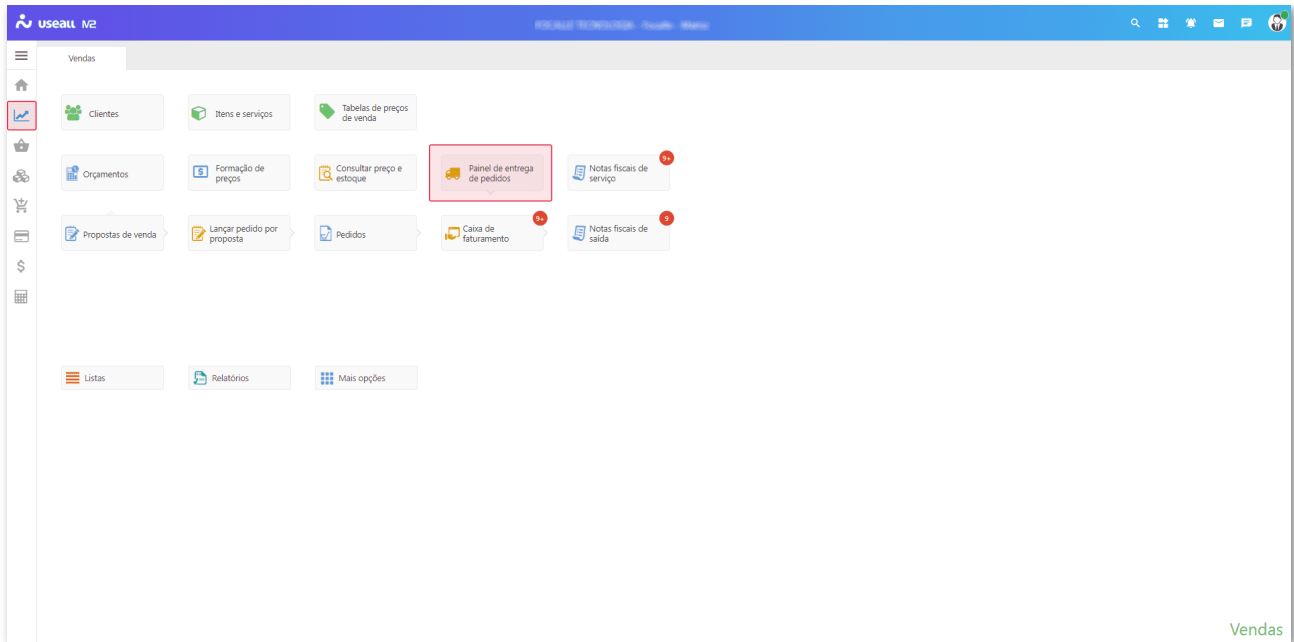 useall M2
Vendas
Clientes
Itens e serviços
Tabelas de preços
de venda
Orçamentos
Formação de
preços
Consultar preço e
estoque
Painel de entrega
de pedidos
Notas fiscais de
serviço
9+
Propostas de venda
Lançar pedido por
proposta
Pedidos
Caixa de
faturamento
9+
Notas fiscais de
saída
9
Listas
Relatórios
Mais opções
Vendas